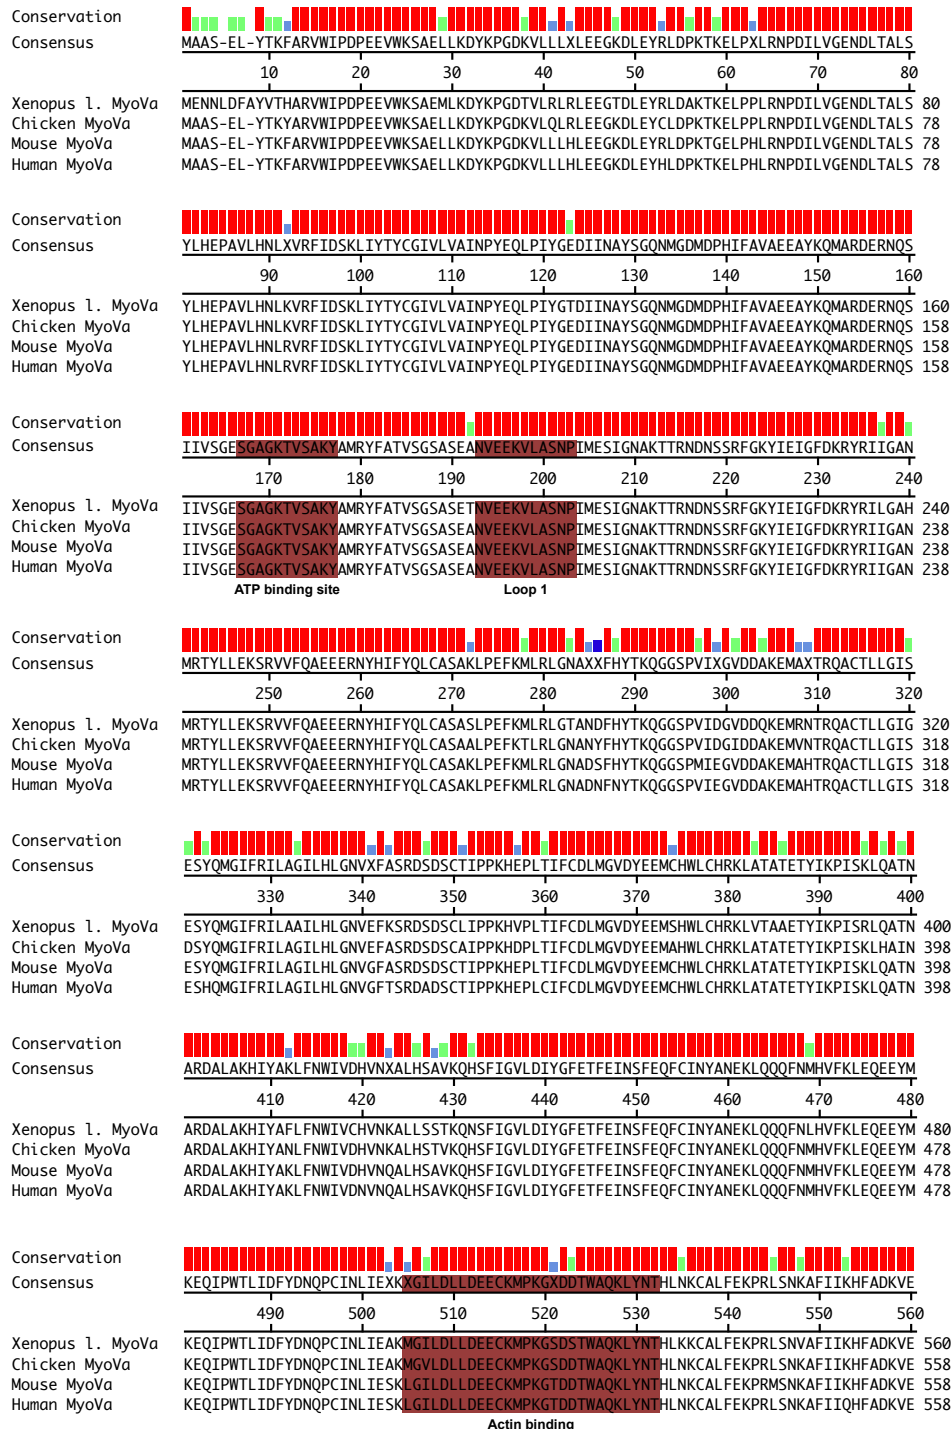 Conservation
Consensus MAAS-EL-YTKFARVWIPDPEEVWKSAELLKDYKPGDKVLLLXLEEGKDLEYRLDPKTKELPXLRNPDILVGENDLTALS
10 20 30 40 50 60 70 80
Xenopus l. MyoVa MENNLDFAYVTHARVWIPDPEEVWKSAEMLKDYKPGDTVLRLRLEEGTDLEYRLDAKTKELPPLRNPDILVGENDLTALS 80
Chicken MyoVa MAAS-EL-YTKYARVWIPDPEEVWKSAELLKDYKPGDKVLQLRLEEGKDLEYCLDPKTKELPPLRNPDILVGENDLTALS 78
Mouse MyoVa MAAS-EL-YTKFARVWIPDPEEVWKSAELLKDYKPGDKVLLLHLEEGKDLEYRLDPKTGELPHLRNPDILVGENDLTALS 78
Human MyoVa MAAS-EL-YTKFARVWIPDPEEVWKSAELLKDYKPGDKVLLLHLEEGKDLEYHLDPKTKELPHLRNPDILVGENDLTALS 78
Conservation
Consensus YLHEPAVLHNLXVRFIDSKLIYTYCGIVLVAINPYEQLPIYGEDIINAYSGQNMGDMDPHIFAVAEEAYKQMARDERNQS
90 100 110 120 130 140 150 160
Xenopus l. MyoVa YLHEPAVLHNLKVRFIDSKLIYTYCGIVLVAINPYEQLPIYGTDIINAYSGQNMGDMDPHIFAVAEEAYKQMARDERNQS 160
Chicken MyoVa YLHEPAVLHNLKVRFIDSKLIYTYCGIVLVAINPYEQLPIYGEDIINAYSGQNMGDMDPHIFAVAEEAYKQMARDERNQS 158
Mouse MyoVa YLHEPAVLHNLRVRFIDSKLIYTYCGIVLVAINPYEQLPIYGEDIINAYSGQNMGDMDPHIFAVAEEAYKQMARDERNQS 158
Human MyoVa YLHEPAVLHNLRVRFIDSKLIYTYCGIVLVAINPYEQLPIYGEDIINAYSGQNMGDMDPHIFAVAEEAYKQMARDERNQS 158
Conservation
Consensus IIVSGESGAGKTVSAKYAMRYFATVSGSASEANVEEKVLASNPIMESIGNAKTTRNDNSSRFGKYIEIGFDKRYRIIGAN
170 180 190 200 210 220 230 240
Xenopus l. MyoVa IIVSGESGAGKTVSAKYAMRYFATVSGSASETNVEEKVLASNPIMESIGNAKTTRNDNSSRFGKYIEIGFDKRYRILGAH 240
Chicken MyoVa IIVSGESGAGKTVSAKYAMRYFATVSGSASEANVEEKVLASNPIMESIGNAKTTRNDNSSRFGKYIEIGFDKRYRIIGAN 238
Mouse MyoVa IIVSGESGAGKTVSAKYAMRYFATVSGSASEANVEEKVLASNPIMESIGNAKTTRNDNSSRFGKYIEIGFDKRYRIIGAN 238
Human MyoVa IIVSGESGAGKTVSAKYAMRYFATVSGSASEANVEEKVLASNPIMESIGNAKTTRNDNSSRFGKYIEIGFDKRYRIIGAN 238
ATP binding site Loop 1
Conservation
Consensus MRTYLLEKSRVVFQAEEERNYHIFYQLCASAKLPEFKMLRLGNAXXFHYTKQGGSPVIXGVDDAKEMAXTRQACTLLGIS
250 260 270 280 290 300 310 320
Xenopus l. MyoVa MRTYLLEKSRVVFQAEEERNYHIFYQLCASASLPEFKMLRLGTANDFHYTKQGGSPVIDGVDDQKEMRNTRQACTLLGIG 320
Chicken MyoVa MRTYLLEKSRVVFQAEEERNYHIFYQLCASAALPEFKTLRLGNANYFHYTKQGGSPVIDGIDDAKEMVNTRQACTLLGIS 318
Mouse MyoVa MRTYLLEKSRVVFQAEEERNYHIFYQLCASAKLPEFKMLRLGNADSFHYTKQGGSPMIEGVDDAKEMAHTRQACTLLGIS 318
Human MyoVa MRTYLLEKSRVVFQAEEERNYHIFYQLCASAKLPEFKMLRLGNADNFNYTKQGGSPVIEGVDDAKEMAHTRQACTLLGIS 318
Conservation
Consensus ESYQMGIFRILAGILHLGNVXFASRDSDSCTIPPKHEPLTIFCDLMGVDYEEMCHWLCHRKLATATETYIKPISKLQATN
330 340 350 360 370 380 390 400
Xenopus l. MyoVa ESYQMGIFRILAAILHLGNVEFKSRDSDSCLIPPKHVPLTIFCDLMGVDYEEMSHWLCHRKLVTAAETYIKPISRLQATN 400
Chicken MyoVa DSYQMGIFRILAGILHLGNVEFASRDSDSCAIPPKHDPLTIFCDLMGVDYEEMAHWLCHRKLATATETYIKPISKLHAIN 398
Mouse MyoVa ESYQMGIFRILAGILHLGNVGFASRDSDSCTIPPKHEPLTIFCDLMGVDYEEMCHWLCHRKLATATETYIKPISKLQATN 398
Human MyoVa ESHQMGIFRILAGILHLGNVGFTSRDADSCTIPPKHEPLCIFCDLMGVDYEEMCHWLCHRKLATATETYIKPISKLQATN 398
Conservation
Consensus ARDALAKHIYAKLFNWIVDHVNXALHSAVKQHSFIGVLDIYGFETFEINSFEQFCINYANEKLQQQFNMHVFKLEQEEYM
410 420 430 440 450 460 470 480
Xenopus l. MyoVa ARDALAKHIYAFLFNWIVCHVNKALLSSTKQNSFIGVLDIYGFETFEINSFEQFCINYANEKLQQQFNLHVFKLEQEEYM 480
Chicken MyoVa ARDALAKHIYANLFNWIVDHVNKALHSTVKQHSFIGVLDIYGFETFEINSFEQFCINYANEKLQQQFNMHVFKLEQEEYM 478
Mouse MyoVa ARDALAKHIYAKLFNWIVDHVNQALHSAVKQHSFIGVLDIYGFETFEINSFEQFCINYANEKLQQQFNMHVFKLEQEEYM 478
Human MyoVa ARDALAKHIYAKLFNWIVDNVNQALHSAVKQHSFIGVLDIYGFETFEINSFEQFCINYANEKLQQQFNMHVFKLEQEEYM 478
Conservation
Consensus KEQIPWTLIDFYDNQPCINLIEXKXGILDLLDEECKMPKGXDDTWAQKLYNTHLNKCALFEKPRLSNKAFIIKHFADKVE
490 500 510 520 530 540 550 560
Xenopus l. MyoVa KEQIPWTLIDFYDNQPCINLIEAKMGILDLLDEECKMPKGSDSTWAQKLYNTHLKKCALFEKPRLSNVAFIIKHFADKVE 560
Chicken MyoVa KEQIPWTLIDFYDNQPCINLIEAKMGVLDLLDEECKMPKGSDDTWAQKLYNTHLNKCALFEKPRLSNKAFIIKHFADKVE 558
Mouse MyoVa KEQIPWTLIDFYDNQPCINLIESKLGILDLLDEECKMPKGTDDTWAQKLYNTHLNKCALFEKPRMSNKAFIIKHFADKVE 558
Human MyoVa KEQIPWTLIDFYDNQPCINLIESKLGILDLLDEECKMPKGTDDTWAQKLYNTHLNKCALFEKPRLSNKAFIIQHFADKVE 558
Actin binding